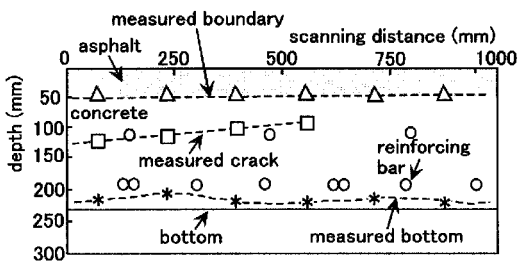 measured boundary
scanning distance (mm)
asphalt
0 250 500 750 1000
50
100
150
200
250
300
depth (mm)
concrete
measured crack
reinforcing
bar
bottom
measured bottom